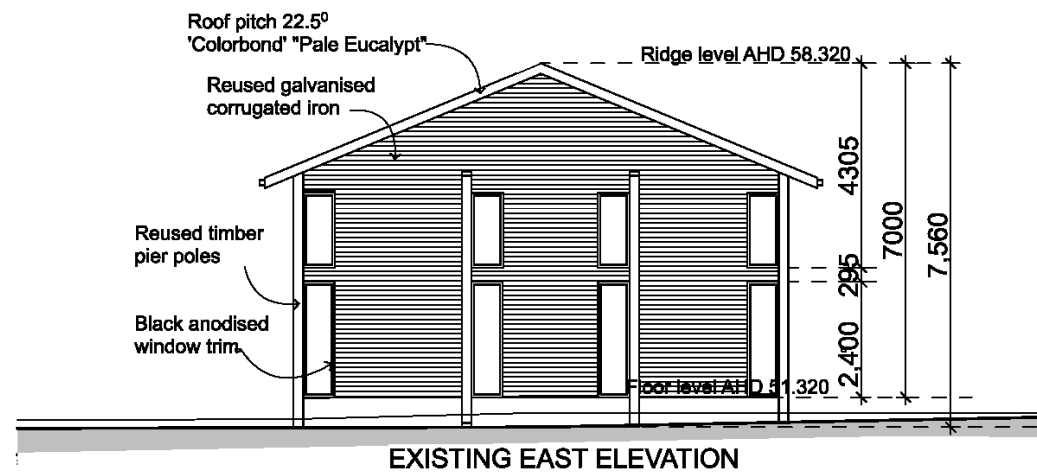 Roof pitch 22.5⁰
'Colorbond' "Pale Eucalypt"
Ridge level AHD 58.320
Reused galvanised
corrugated iron
4305
7000
7,560
Reused timber
pier poles
295
Black anodised
window trim
2,400
Floor level AHD 51.320
EXISTING EAST ELEVATION